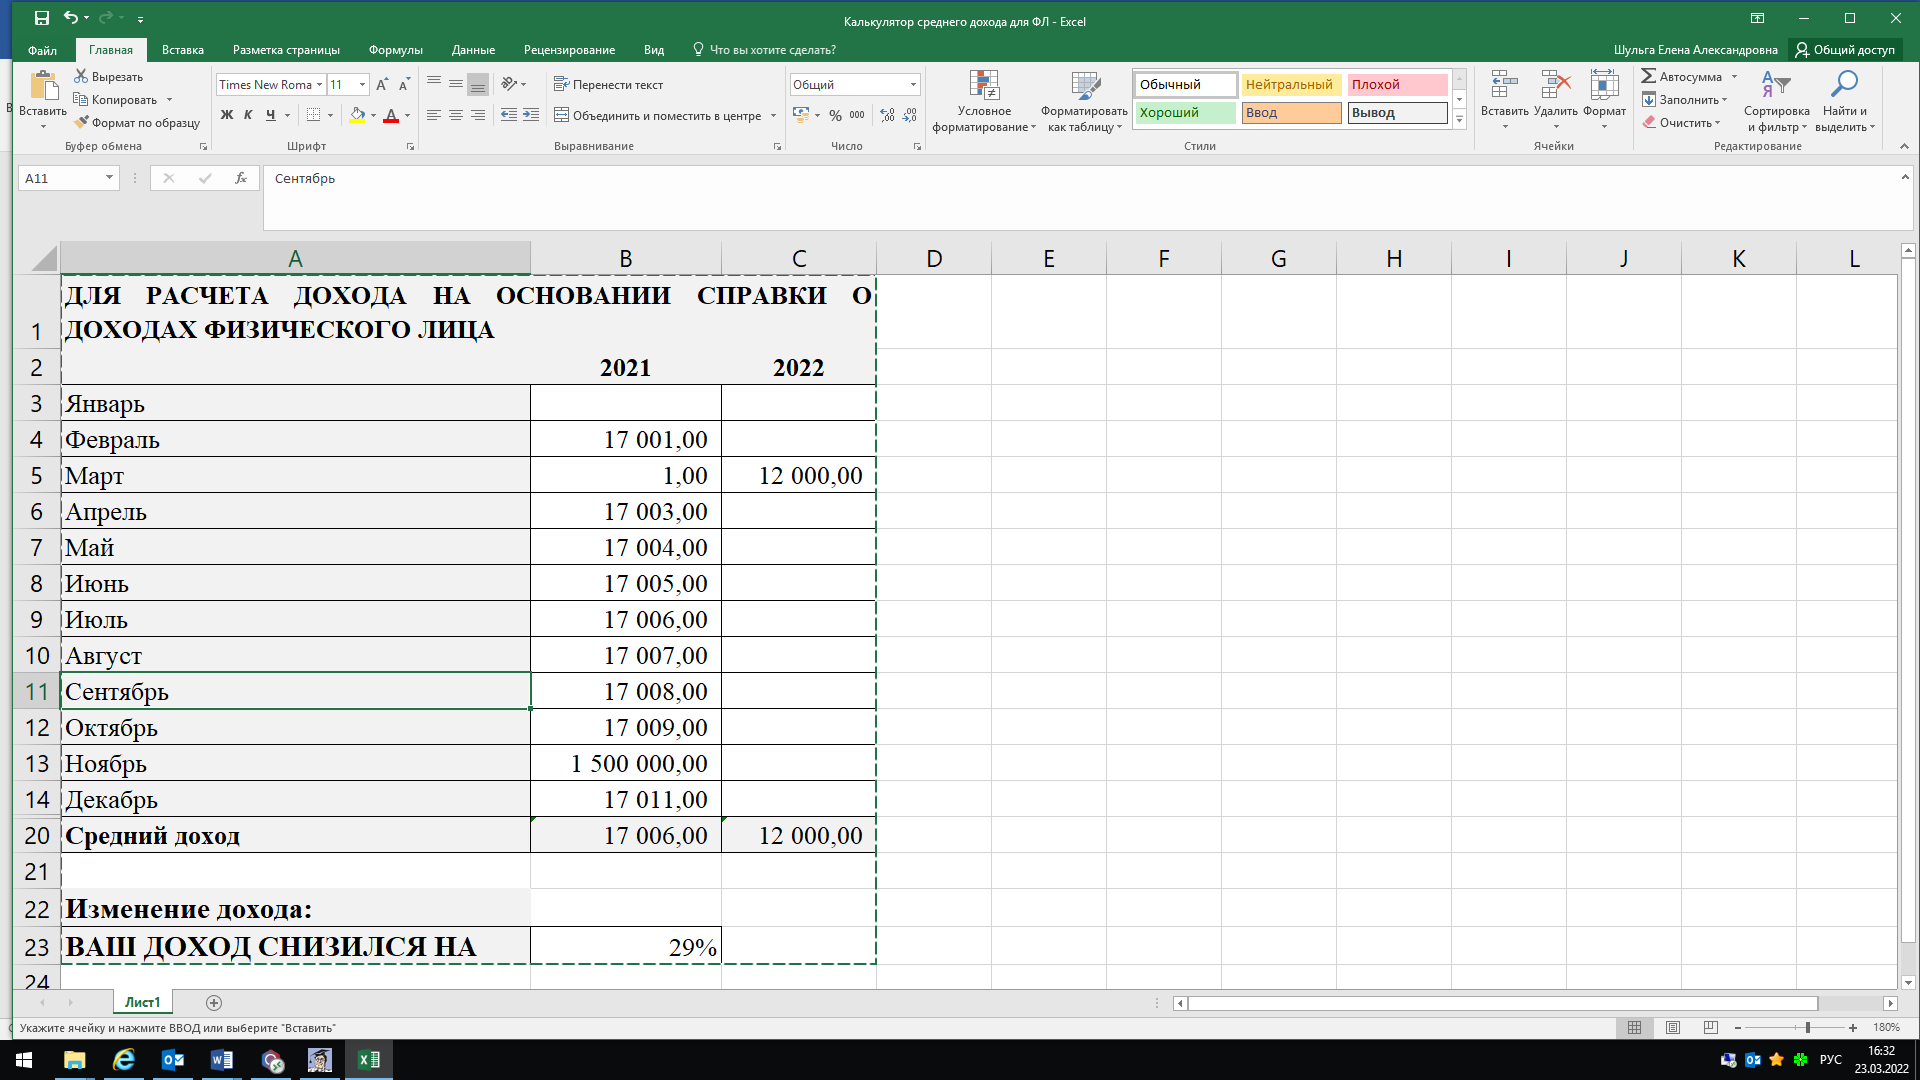 Калькулятор среднего дохода для ФЛ - Excel
Файл Главная Вставка Разметка страницы Формулы Данные Рецензирование Вид Что вы хотите сделать? Шульга Елена Александровна Общий доступ
Вставить
Вырезать
Копировать
Формат по образцу
Буфер обмена
Times New Roma 11
Ж К Ч
Шрифт
Перенести текст
Объединить и поместить в центре
Выравнивание
Общий
% 000
Число
Условное форматирование
Форматировать как таблицу
Обычный Нейтральный Плохой
Хороший Ввод Вывод
Стили
Вставить Удалить Формат
Ячейки
Автосумма
Заполнить
Очистить
Сортировка и фильтр
Найти и выделить
Редактирование
A11 fx Сентябрь
A B C D E F G H I J K L
1 ДЛЯ РАСЧЕТА ДОХОДА НА ОСНОВАНИИ СПРАВКИ О
ДОХОДАХ ФИЗИЧЕСКОГО ЛИЦА
2 2021 2022
3 Январь
4 Февраль 17 001,00
5 Март 1,00 12 000,00
6 Апрель 17 003,00
7 Май 17 004,00
8 Июнь 17 005,00
9 Июль 17 006,00
10 Август 17 007,00
11 Сентябрь 17 008,00
12 Октябрь 17 009,00
13 Ноябрь 1 500 000,00
14 Декабрь 17 011,00
20 Средний доход 17 006,00 12 000,00
21
22 Изменение дохода:
23 ВАШ ДОХОД СНИЗИЛСЯ НА 29%
24
Лист1
Укажите ячейку и нажмите ВВОД или выберите "Вставить"
180%
РУС
16:32
23.03.2022